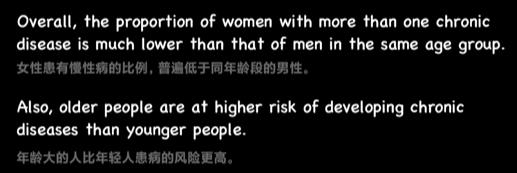 Overall, the proportion of women with more than one chronic
disease is much lower than that of men in the same age group.
女性患有慢性病的比例，普遍低于同年龄段的男性。
Also, older people are at higher risk of developing chronic
diseases than younger people.
年龄大的人比年轻人患病的风险更高。